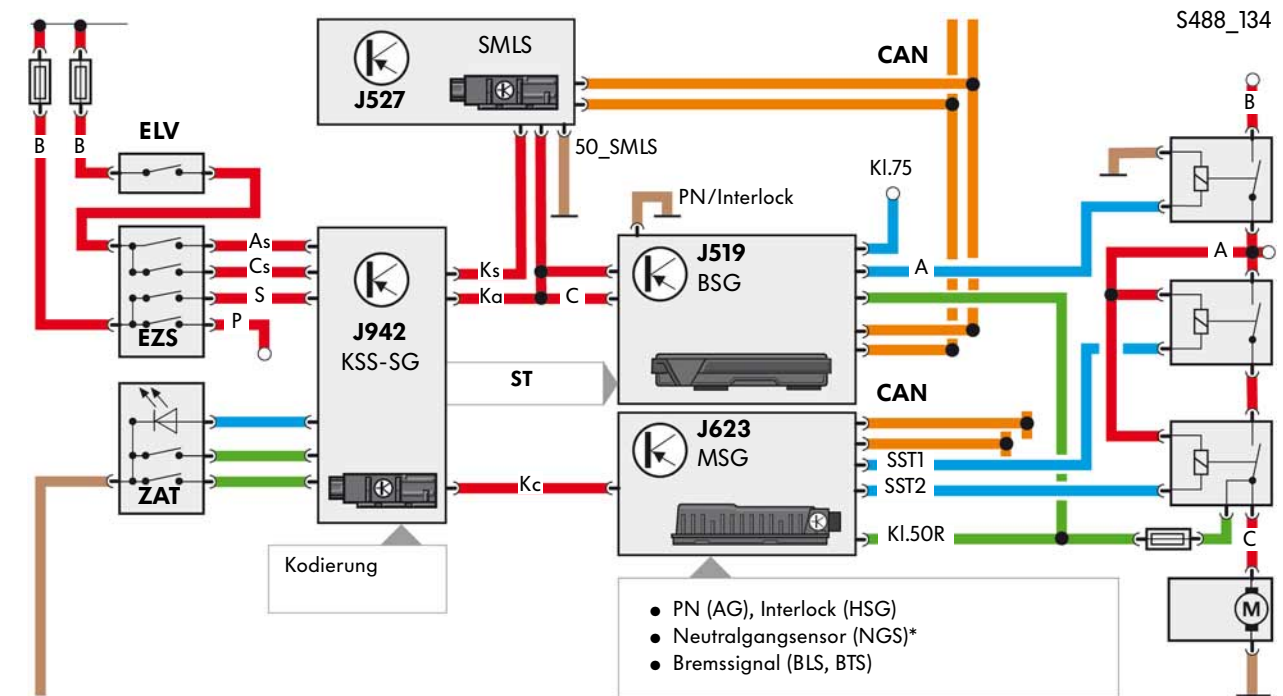 S488_134
SMLS
J527
CAN
B
B
B
ELV
50_SMLS
Kl.75
PN/Interlock
As
Cs
S
P
EZS
J942
KSS-SG
Ks
Ka
C
J519
BSG
A
A
ST
CAN
ZAT
Kc
J623
MSG
SST1
SST2
Kl.50R
C
M
Kodierung
● PN (AG), Interlock (HSG)
● Neutralgangsensor (NGS)*
● Bremssignal (BLS, BTS)